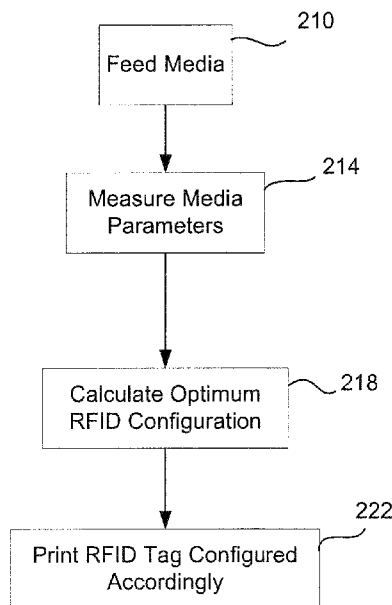 210
Feed Media
214
Measure Media
Parameters
218
Calculate Optimum
RFID Configuration
222
Print RFID Tag Configured
Accordingly